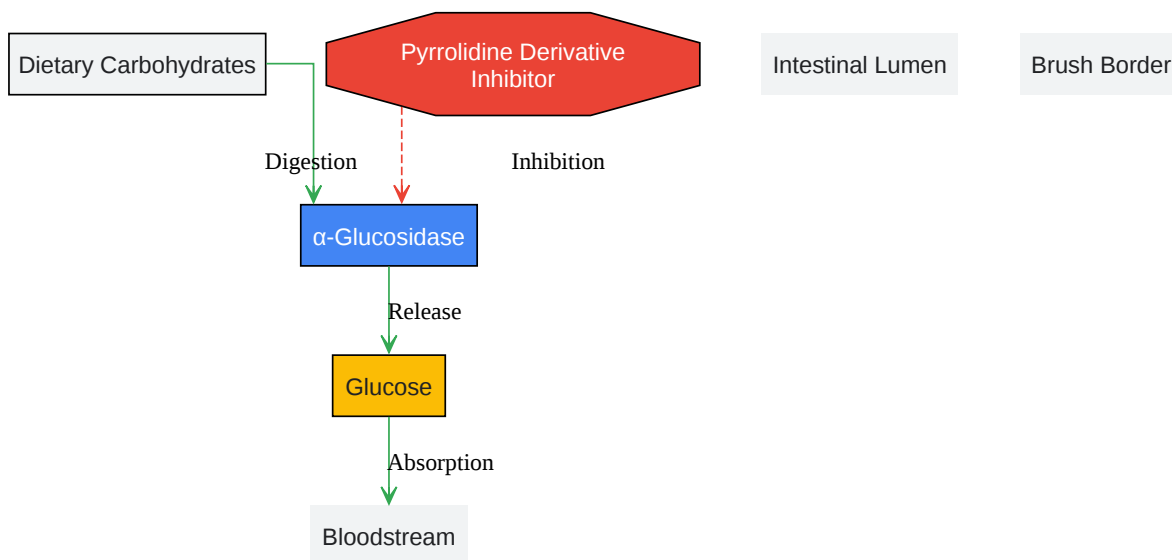 Dietary Carbohydrates
Pyrrolidine Derivative
Inhibitor
Intestinal Lumen
Brush Border
Digestion
Inhibition
α-Glucosidase
Release
Glucose
Absorption
Bloodstream